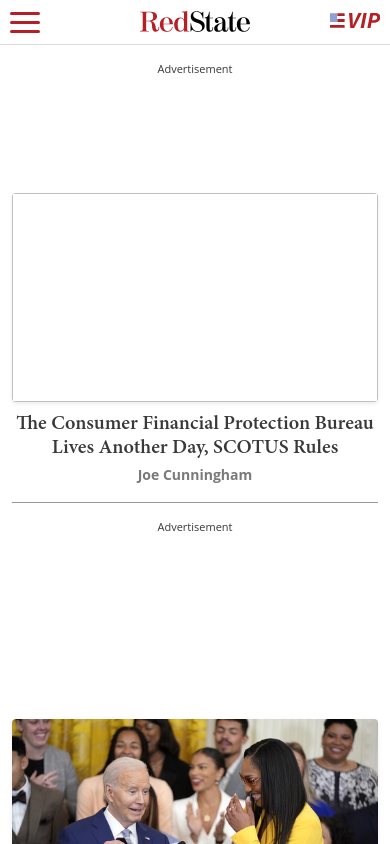 RedState
VIP
Advertisement
The Consumer Financial Protection Bureau
Lives Another Day, SCOTUS Rules
Joe Cunningham
Advertisement